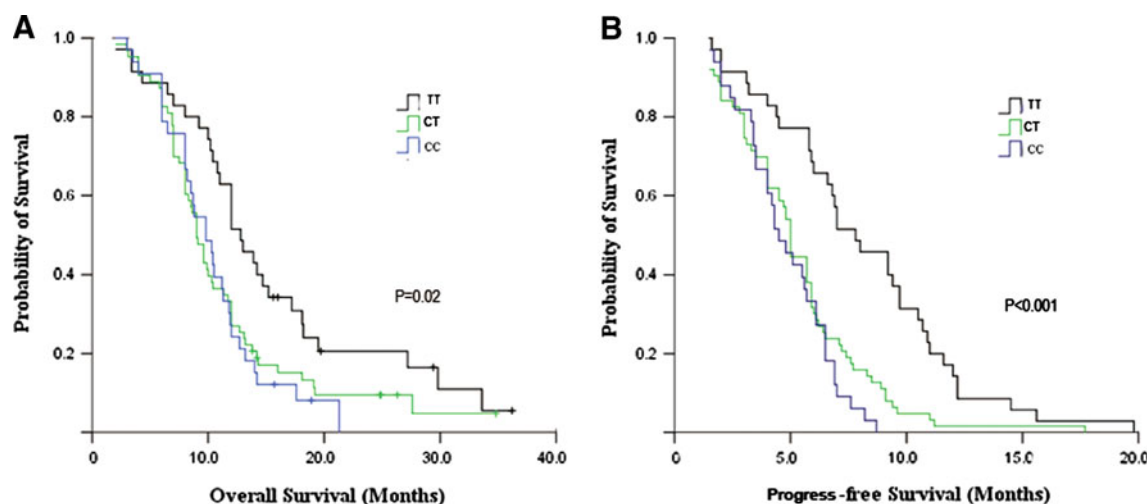 A
Probability of Survival
1.0
0.8
0.6
0.4
0.2
TT
CT
CC
P=0.02
0 10.0 20.0 30.0 40.0
Overall Survival (Months)
B
Probability of Survival
1.0
0.8
0.6
0.4
0.2
TT
CT
CC
P<0.001
0 5.0 10.0 15.0 20.0
Progress-free Survival (Months)